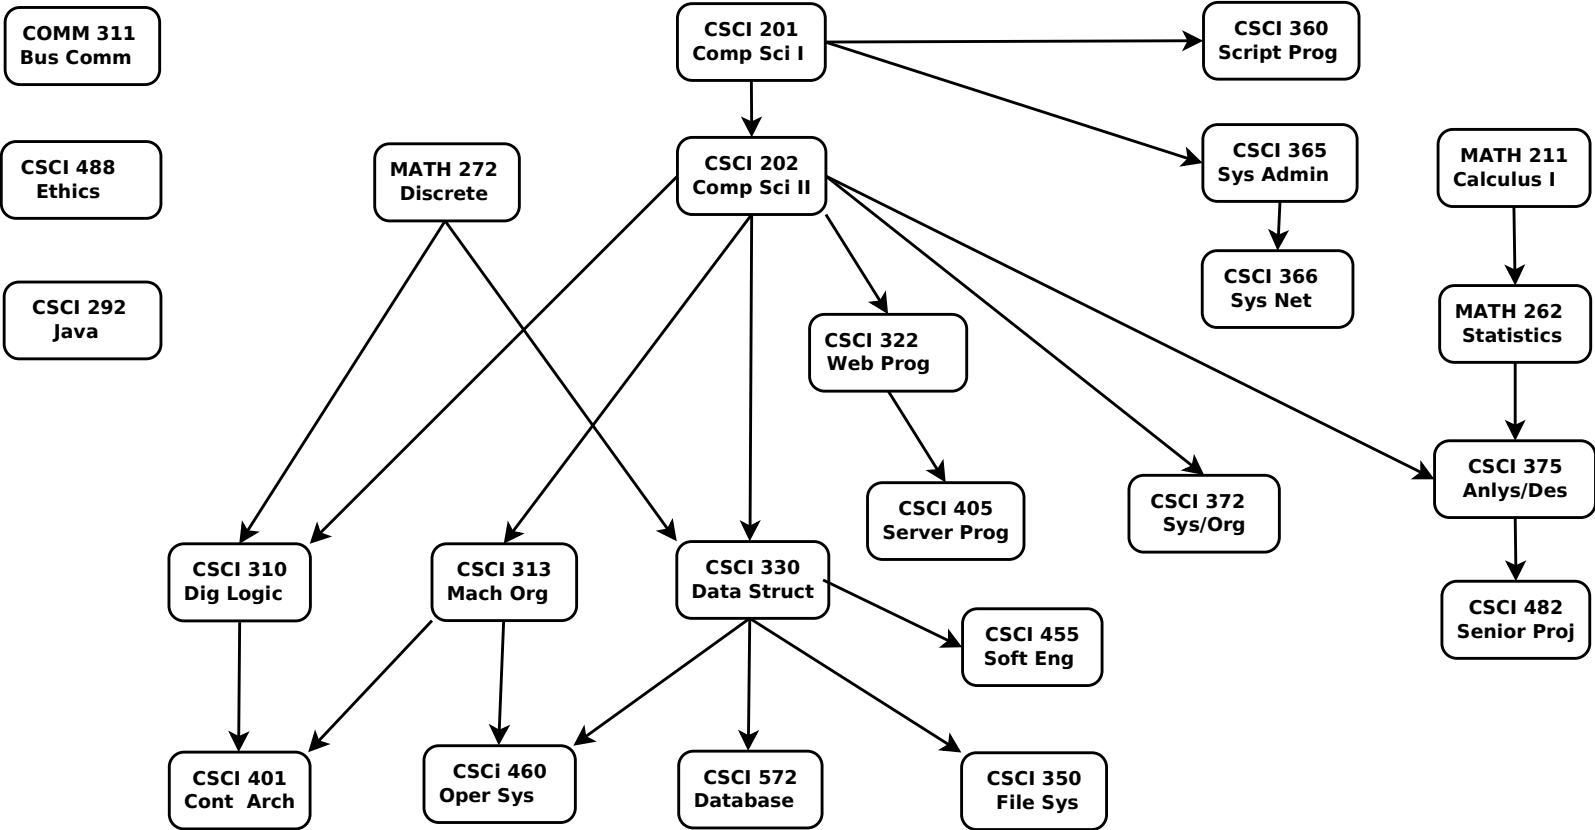 COMM 311
Bus Comm
CSCI 201
Comp Sci I
CSCI 360
Script Prog
CSCI 488
Ethics
MATH 272
Discrete
CSCI 202
Comp Sci II
CSCI 365
Sys Admin
MATH 211
Calculus I
CSCI 366
Sys Net
CSCI 292
Java
CSCI 322
Web Prog
MATH 262
Statistics
CSCI 405
Server Prog
CSCI 372
Sys/Org
CSCI 375
Anlys/Des
CSCI 310
Dig Logic
CSCI 313
Mach Org
CSCI 330
Data Struct
CSCI 455
Soft Eng
CSCI 482
Senior Proj
CSCI 401
Cont  Arch
CSCi 460
Oper Sys
CSCI 572
Database
CSCI 350
File Sys